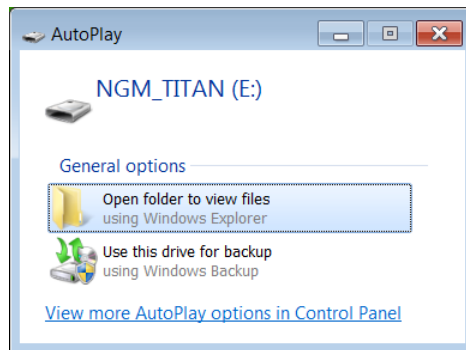 AutoPlay
NGM_TITAN (E:)
General options
Open folder to view files
using Windows Explorer
Use this drive for backup
using Windows Backup
View more AutoPlay options in Control Panel